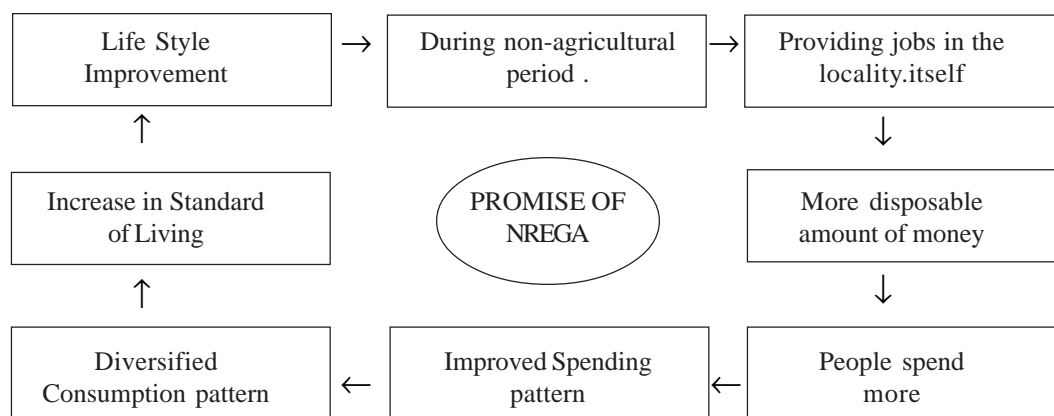 Life Style
Improvement
→
During non-agricultural
period .
→
Providing jobs in the
locality.itself
↑
↓
Increase in Standard
of Living
PROMISE OF
NREGA
More disposable
amount of money
↑
↓
Diversified
Consumption pattern
←
Improved Spending
pattern
←
People spend
more